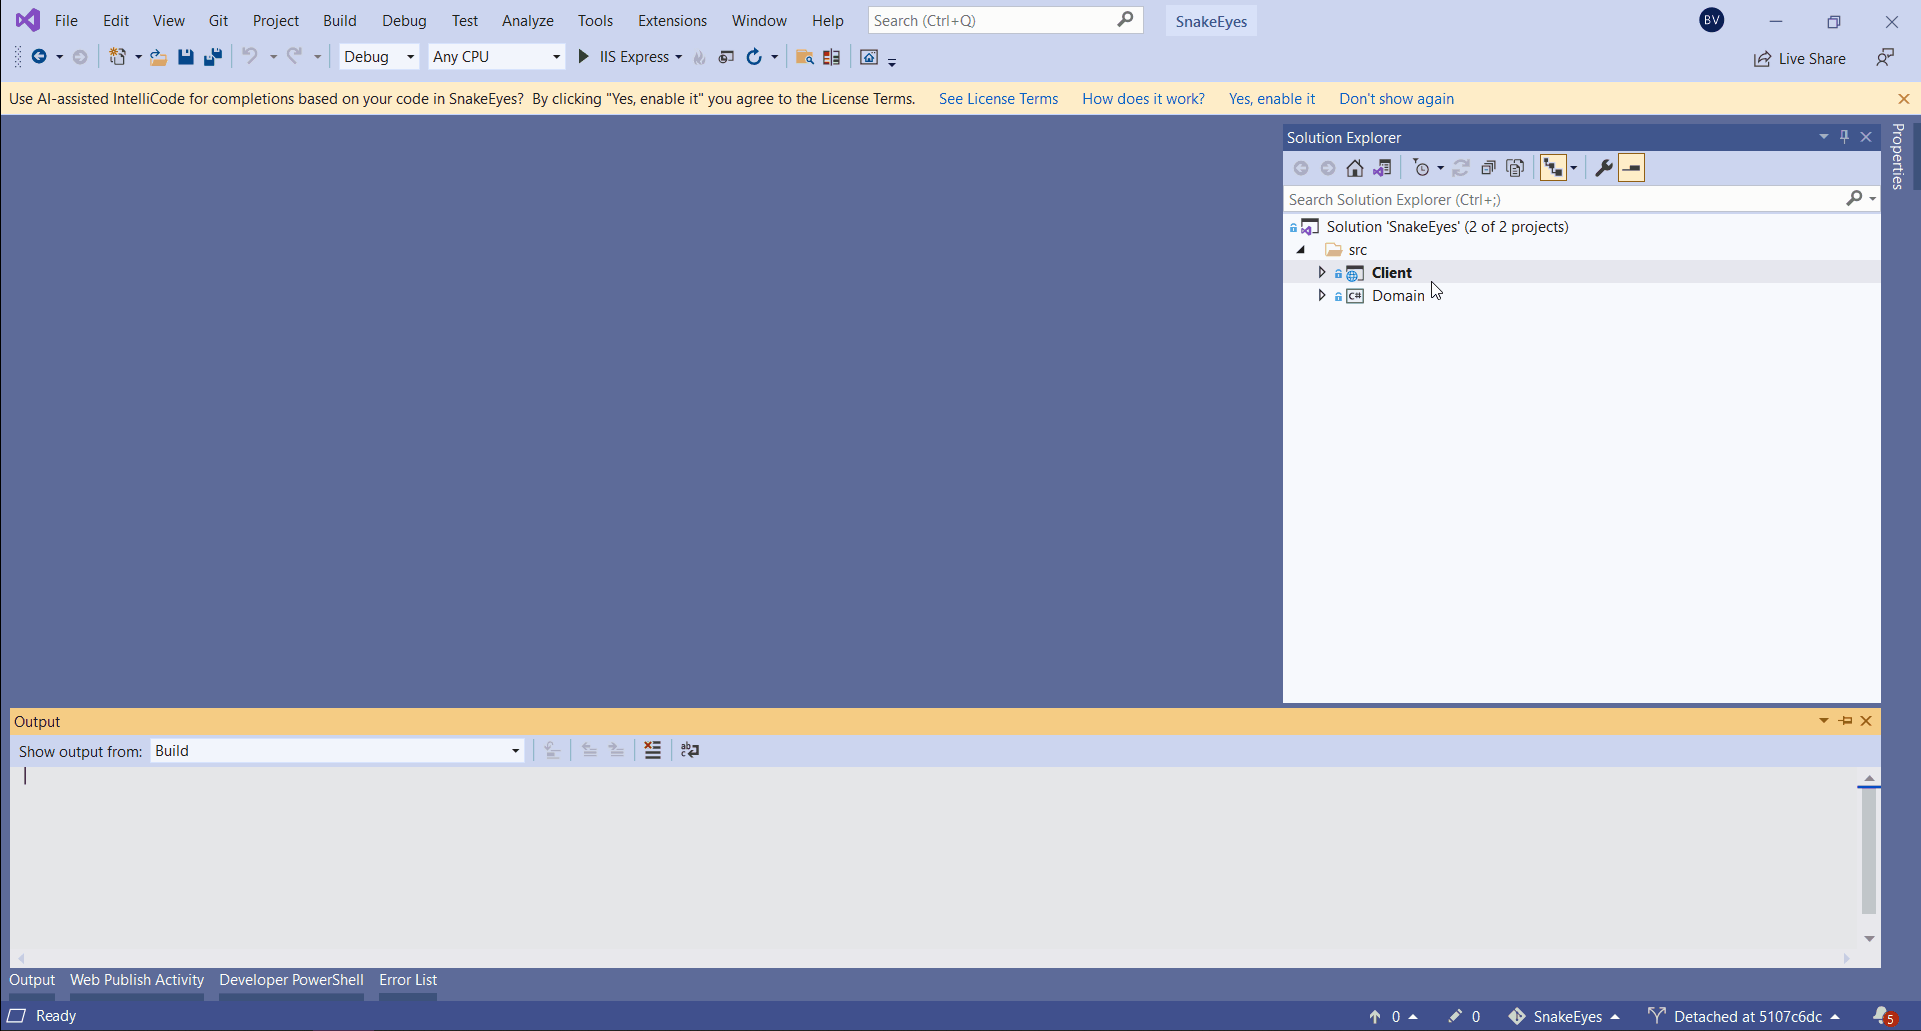 File Edit View Git Project Build Debug Test Analyze Tools Extensions Window Help Search (Ctrl+Q) SnakeEyes BV
Debug Any CPU IIS Express Live Share
Use AI-assisted IntelliCode for completions based on your code in SnakeEyes? By clicking "Yes, enable it" you agree to the License Terms. See License Terms How does it work? Yes, enable it Don't show again
Solution Explorer
Properties
Search Solution Explorer (Ctrl+;)
Solution 'SnakeEyes' (2 of 2 projects)
src
Client
C# Domain
Output
Show output from: Build
Output Web Publish Activity Developer PowerShell Error List
Ready 0 0 SnakeEyes Detached at 5107c6dc 5